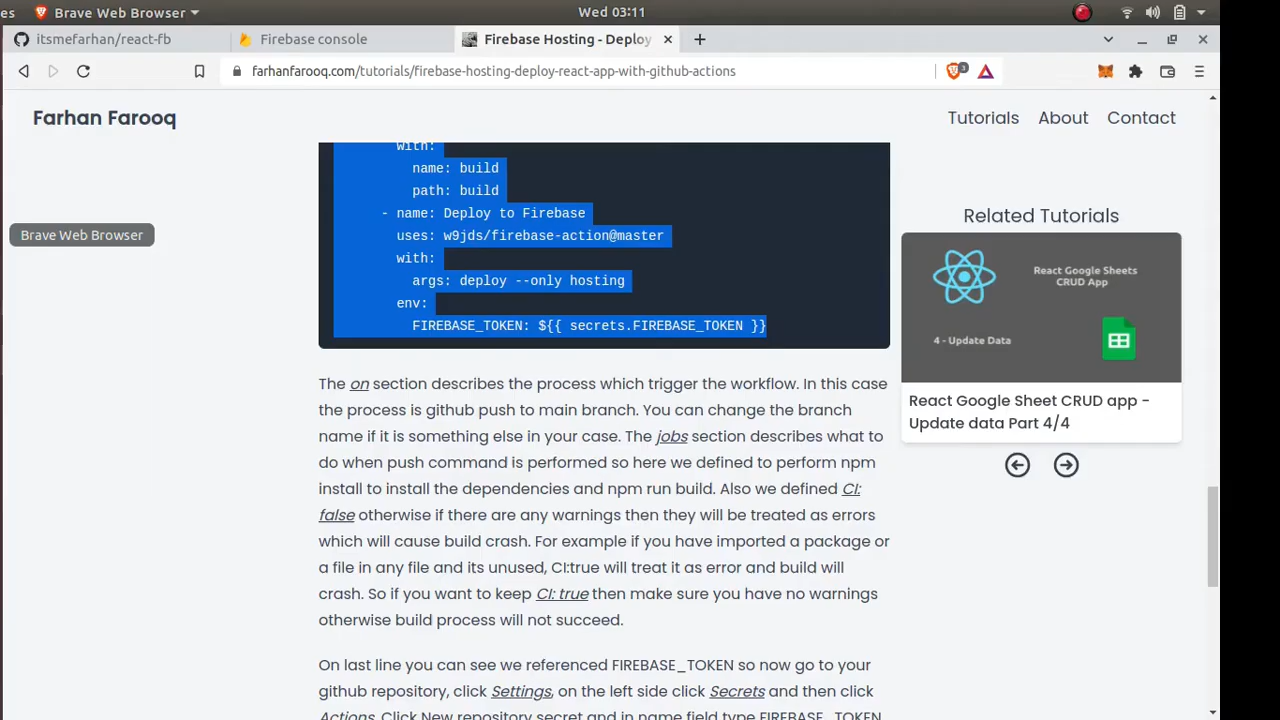 es Brave Web Browser Wed 03:11
itsmefarhan/react-fb Firebase console Firebase Hosting - Deploy
farhanfarooq.com/tutorials/firebase-hosting-deploy-react-app-with-github-actions 3
Farhan Farooq Tutorials About Contact
with:
name: build
path: build
- name: Deploy to Firebase
uses: w9jds/firebase-action@master
with:
args: deploy --only hosting
env:
FIREBASE_TOKEN: ${{ secrets.FIREBASE_TOKEN }}
Brave Web Browser
The on section describes the process which trigger the workflow. In this case
the process is github push to main branch. You can change the branch
name if it is something else in your case. The jobs section describes what to
do when push command is performed so here we defined to perform npm
install to install the dependencies and npm run build. Also we defined CI:
false otherwise if there are any warnings then they will be treated as errors
which will cause build crash. For example if you have imported a package or
a file in any file and its unused, CI:true will treat it as error and build will
crash. So if you want to keep CI: true then make sure you have no warnings
otherwise build process will not succeed.
On last line you can see we referenced FIREBASE_TOKEN so now go to your
github repository, click Settings, on the left side click Secrets and then click
Actions. Click New repository secret and in name field type FIREBASE_TOKEN
Related Tutorials
React Google Sheets
CRUD App
4 - Update Data
React Google Sheet CRUD app -
Update data Part 4/4